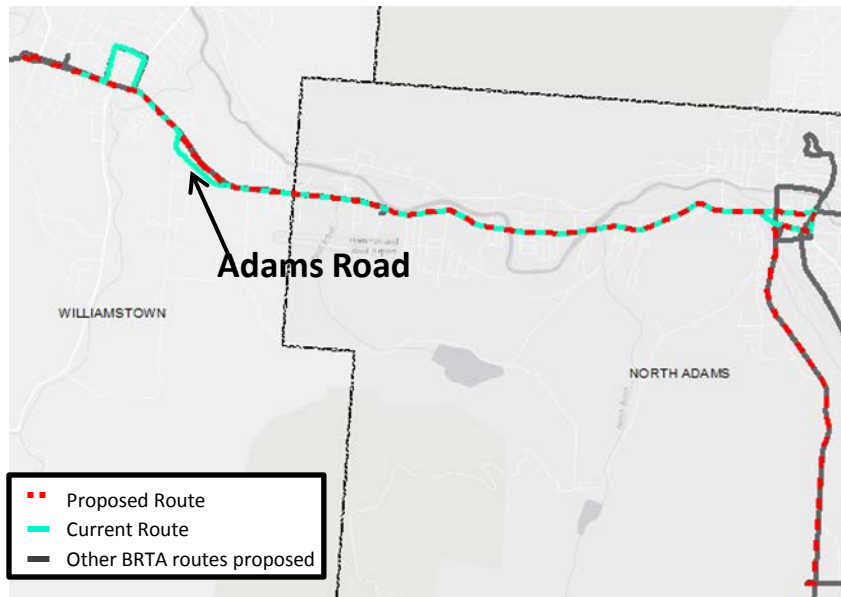 Adams Road
WILLIAMSTOWN
NORTH ADAMS
Proposed Route
Current Route
Other BRTA routes proposed